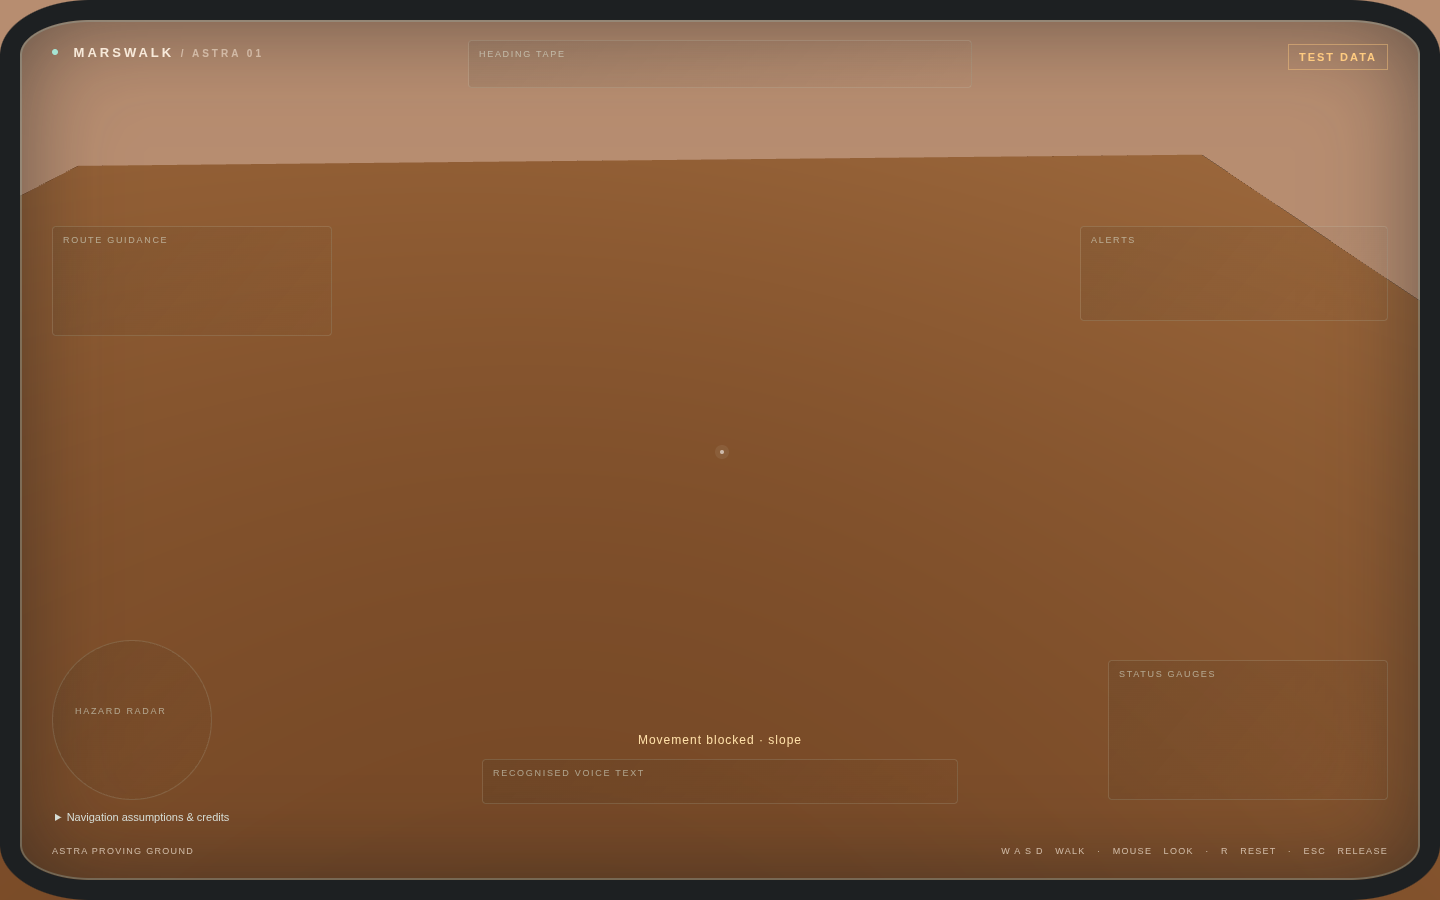 MARSWALK / ASTRA 01
HEADING TAPE
TEST DATA
ROUTE GUIDANCE
ALERTS
HAZARD RADAR
STATUS GAUGES
Movement blocked · slope
RECOGNISED VOICE TEXT
▶ Navigation assumptions & credits
ASTRA PROVING GROUND
W A S D WALK · MOUSE LOOK · R RESET · ESC RELEASE